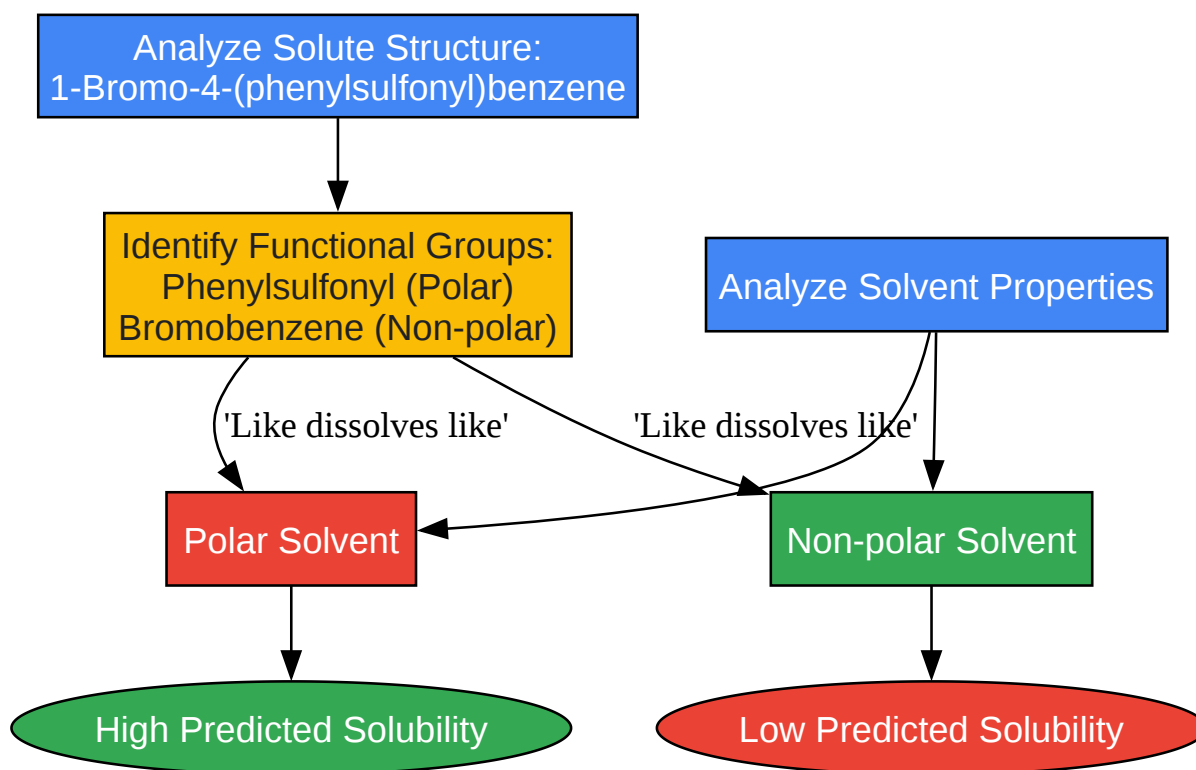 Analyze Solute Structure:
1-Bromo-4-(phenylsulfonyl)benzene
Identify Functional Groups:
Phenylsulfonyl (Polar)
Bromobenzene (Non-polar)
Analyze Solvent Properties
'Like dissolves like'
'Like dissolves like'
Polar Solvent
Non-polar Solvent
High Predicted Solubility
Low Predicted Solubility